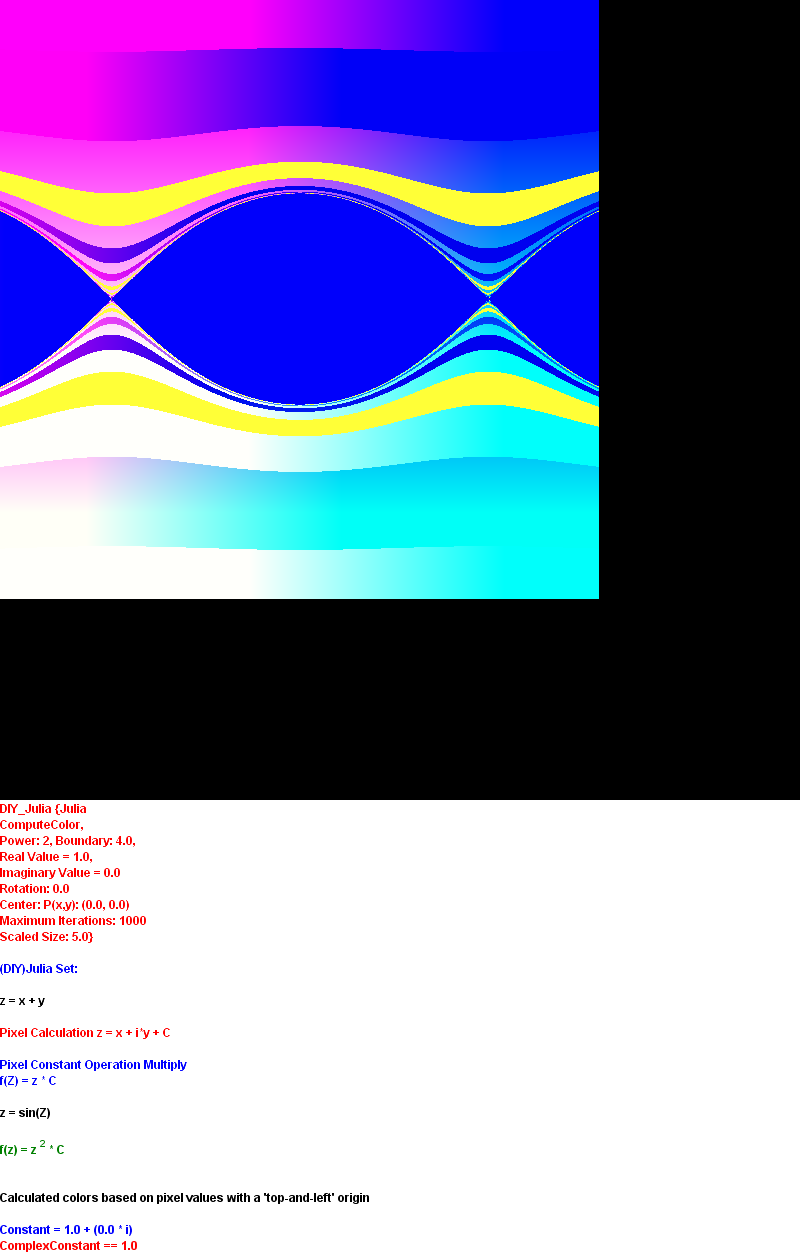 DIY_Julia {Julia
ComputeColor,
Power: 2, Boundary: 4.0,
Real Value = 1.0,
Imaginary Value = 0.0
Rotation: 0.0
Center: P(x,y): (0.0, 0.0)
Maximum Iterations: 1000
Scaled Size: 5.0}
(DIY)Julia Set:
z = x + y
Pixel Calculation z = x + i*y + C
Pixel Constant Operation Multiply
f(Z) = z * C
z = sin(Z)
f(z) = z ² * C
Calculated colors based on pixel values with a 'top-and-left' origin
Constant = 1.0 + (0.0 * i)
ComplexConstant == 1.0